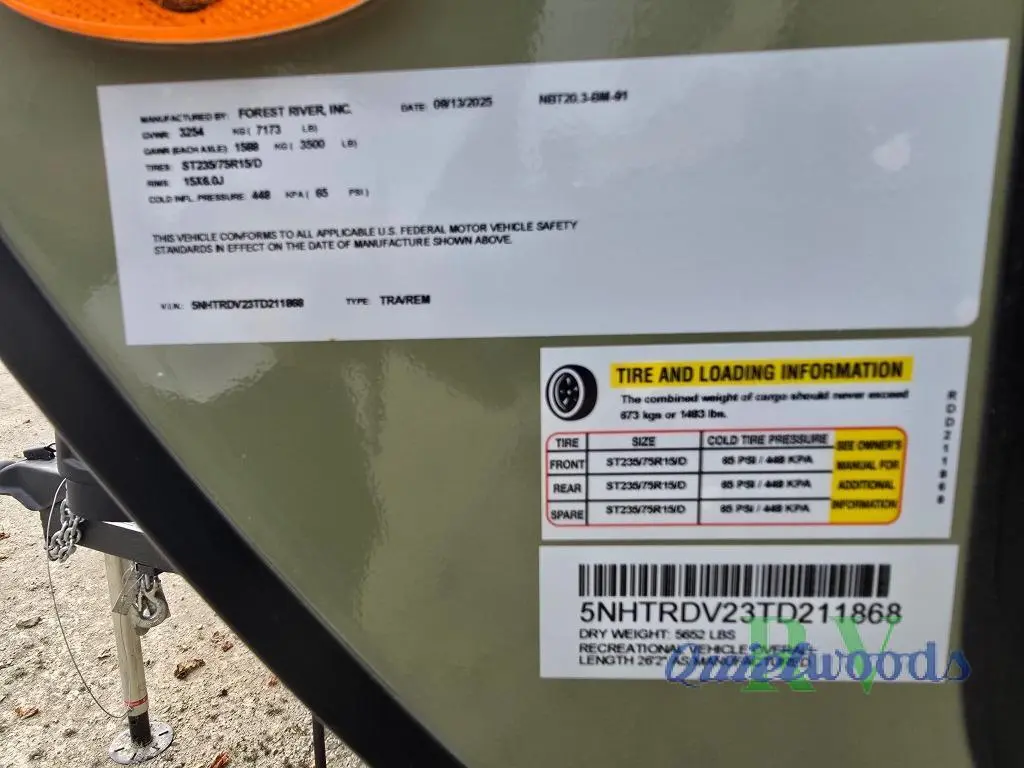 MANUFACTURED BY: FOREST RIVER, INC. DATE: 09/13/2025 NBT20.3-BM-91
GVWR: 3254 KG ( 7173 LB)
GAWR (EACH AXLE) 1588 KG ( 3500 LB)
TIRES: ST235/75R15/D
RIMS: 15X6.0J
COLD INFL. PRESSURE: 448 KPA ( 65 PSI )
THIS VEHICLE CONFORMS TO ALL APPLICABLE U.S. FEDERAL MOTOR VEHICLE SAFETY
STANDARDS IN EFFECT ON THE DATE OF MANUFACTURE SHOWN ABOVE.
V.I.N.: 5NHTRDV23TD211868 TYPE: TRA/REM
TIRE AND LOADING INFORMATION
The combined weight of cargo should never exceed
673 kgs or 1483 lbs.
TIRE SIZE COLD TIRE PRESSURE SEE OWNER'S
FRONT ST235/75R15/D 65 PSI / 448 KPA MANUAL FOR
REAR ST235/75R15/D 65 PSI / 448 KPA ADDITIONAL
SPARE ST235/75R15/D 65 PSI / 448 KPA INFORMATION
RDD211868
5NHTRDV23TD211868
DRY WEIGHT: 5652 LBS
RECREATIONAL VEHICLE OVERALL
LENGTH 26'2" AS MANUFACTURED
Quietwoods RV